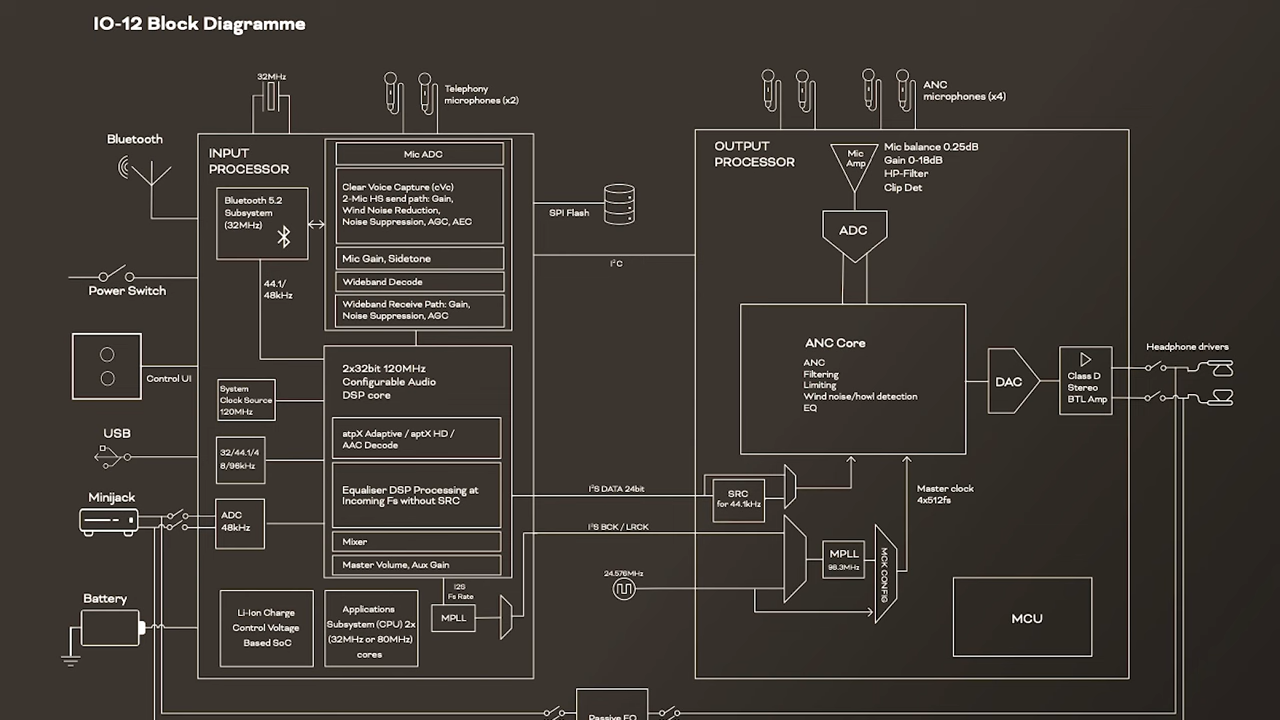 IO-12 Block Diagramme
32MHz
Telephony
microphones (x2)
ANC
microphones (x4)
Bluetooth
INPUT
PROCESSOR
Mic ADC
Bluetooth 5.2
Subsystem
(32MHz)
Clear Voice Capture (cVc)
2-Mic HS send path: Gain,
Wind Noise Reduction,
Noise Suppression, AGC, AEC
Mic Gain, Sidetone
Wideband Decode
Wideband Receive Path: Gain,
Noise Suppression, AGC
44.1/
48kHz
SPI Flash
I²C
OUTPUT
PROCESSOR
Mic
Amp
Mic balance 0.25dB
Gain 0-18dB
HP-Filter
Clip Det
ADC
Power Switch
Control UI
System
Clock Source
120MHz
2x32bit 120MHz
Configurable Audio
DSP core
ANC Core
ANC
Filtering
Limiting
Wind noise/howl detection
EQ
DAC
Class D
Stereo
BTL Amp
Headphone drivers
USB
32/44.1/4
8/96kHz
atpX Adaptive / aptX HD /
AAC Decode
Equaliser DSP Processing at
Incoming Fs without SRC
Minijack
ADC
48kHz
Mixer
Master Volume, Aux Gain
I²S DATA 24bit
I²S BCK / LRCK
SRC
for 44.1kHz
Master clock
4x512fs
24.576MHz
MPLL
98.3MHz
MCK CONFIG
Battery
Li-Ion Charge
Control Voltage
Based SoC
Applications
Subsystem (CPU) 2x
(32MHz or 80MHz)
cores
I2S
Fs Rate
MPLL
MCU
Passive EQ